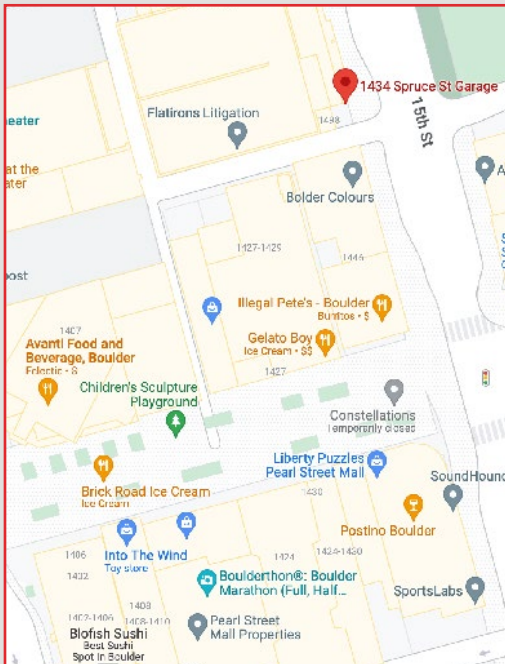 1434 Spruce St Garage
15th St
eater
Flatirons Litigation
1498
at the
ater
A
Bolder Colours
1427-1429
1446
post
Illegal Pete's - Boulder
Burritos • $
Gelato Boy
Ice Cream • $$
1407
Avanti Food and
Beverage, Boulder
Eclectic • $
1427
Children's Sculpture
Playground
Constellations
Temporarily closed
Liberty Puzzles
Pearl Street Mall
SoundHound
Brick Road Ice Cream
Ice Cream
1430
Postino Boulder
1406
Into The Wind
Toy store
1424
1424-1430
1402
Boulderthon®: Boulder
Marathon (Full, Half...
SportsLabs
1408
1402-1406
1408-1410
Blofish Sushi
Best Sushi
Spot in Boulder
Pearl Street
Mall Properties